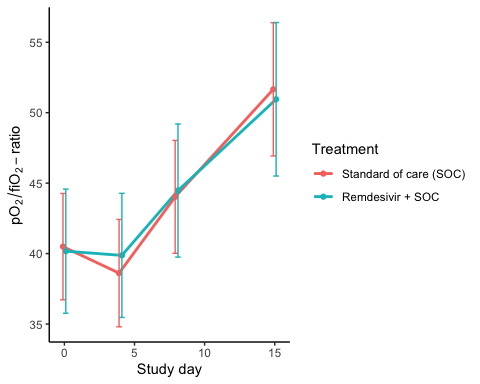 55
50
45
40
35
pO2/fiO2 – ratio
0
5
10
15
Study day
Treatment
Standard of care (SOC)
Remdesivir + SOC